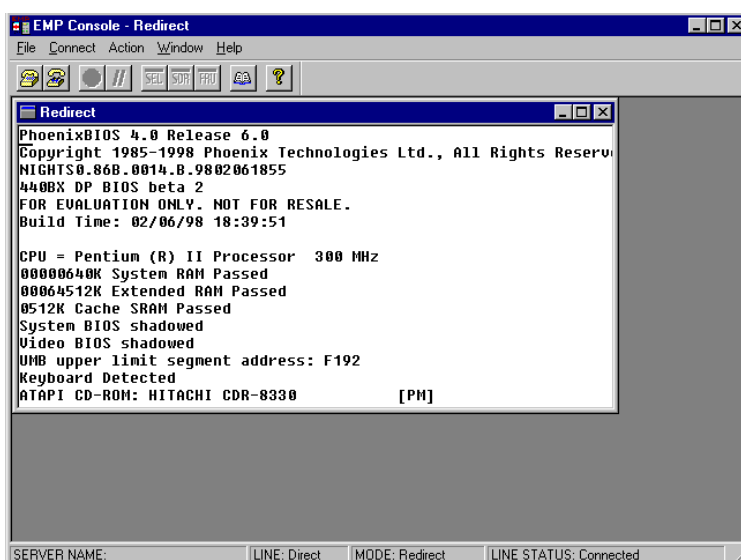 EMP Console - Redirect
File Connect Action Window Help
SEL SDR FRU ?
Redirect
PhoenixBIOS 4.0 Release 6.0
Copyright 1985-1998 Phoenix Technologies Ltd., All Rights Reserv
NIGHTS0.86B.0014.B.9802061855
440BX DP BIOS beta 2
FOR EVALUATION ONLY. NOT FOR RESALE.
Build Time: 02/06/98 18:39:51
CPU = Pentium (R) II Processor 300 MHz
00000640K System RAM Passed
00064512K Extended RAM Passed
0512K Cache SRAM Passed
System BIOS shadowed
Video BIOS shadowed
UMB upper limit segment address: F192
Keyboard Detected
ATAPI CD-ROM: HITACHI CDR-8330 [PM]
SERVER NAME: LINE: Direct MODE: Redirect LINE STATUS: Connected